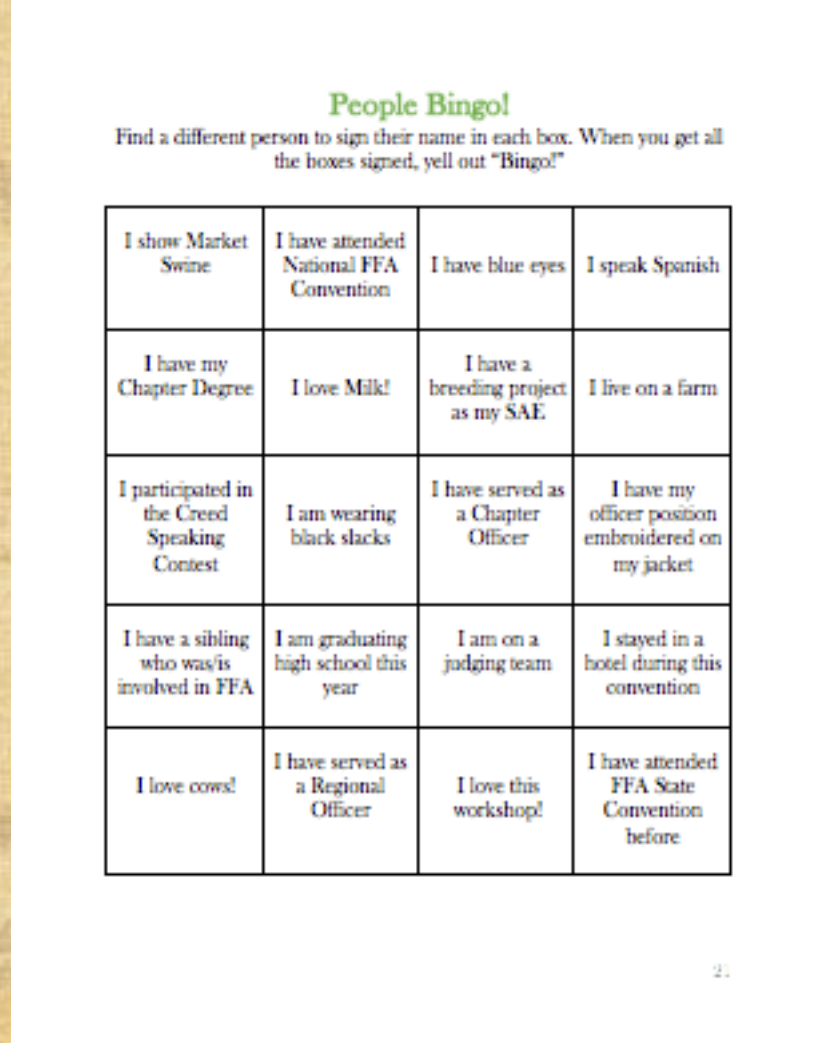 People Bingo!
Find a different person to sign their name in each box. When you get all
the boxes signed, yell out “Bingo!”
I show Market
Swine
I have attended
National FFA
Convention
I have blue eyes
I speak Spanish
I have my
Chapter Degree
I love Milk!
I have a
breeding project
as my SAE
I live on a farm
I participated in
the Creed
Speaking
Contest
I am wearing
black slacks
I have served as
a Chapter
Officer
I have my
officer position
embroidered on
my jacket
I have a sibling
who was/is
involved in FFA
I am graduating
high school this
year
I am on a
judging team
I stayed in a
hotel during this
convention
I love cows!
I have served as
a Regional
Officer
I love this
workshop!
I have attended
FFA State
Convention
before